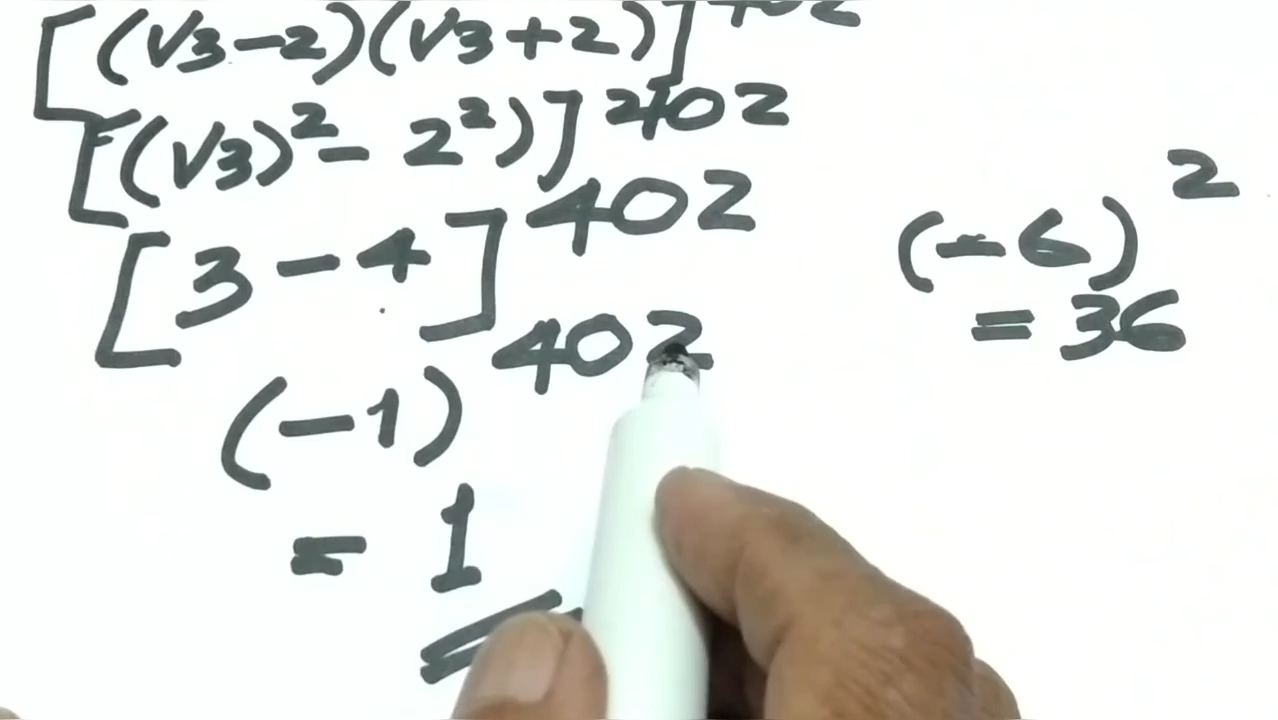 [(√3-2)(√3+2)]⁴⁰²
[(√3)² - 2²)]⁴⁰²
[3 - 4]⁴⁰²
(-1)⁴⁰²
= 1
(-6)²
= 36